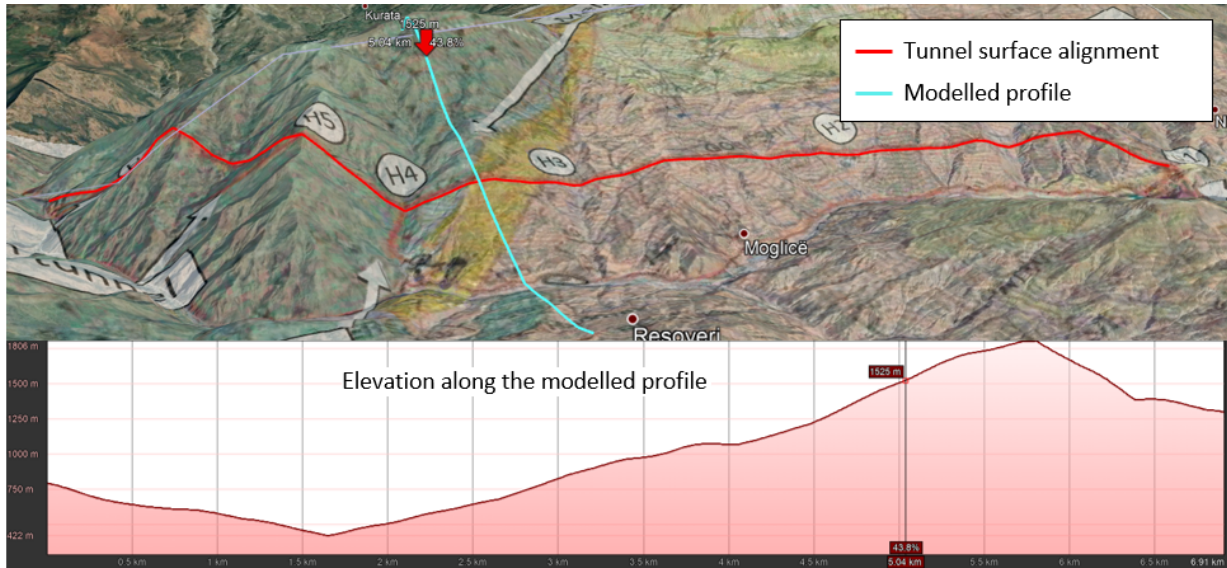 Kurata
1525 m
5.04 km 43.8%
Tunnel surface alignment
Modelled profile
H5
H4
H3
H2
N
Moglicë
tunnel
Resoveri
1806 m
Elevation along the modelled profile
1525 m
1500 m
1250 m
1000 m
750 m
422 m
43.8%
0.5 km 1 km 1.5 km 2 km 2.5 km 3 km 3.5 km 4 km 4.5 km 5.04 km 5.5 km 6 km 6.5 km 6.91 km